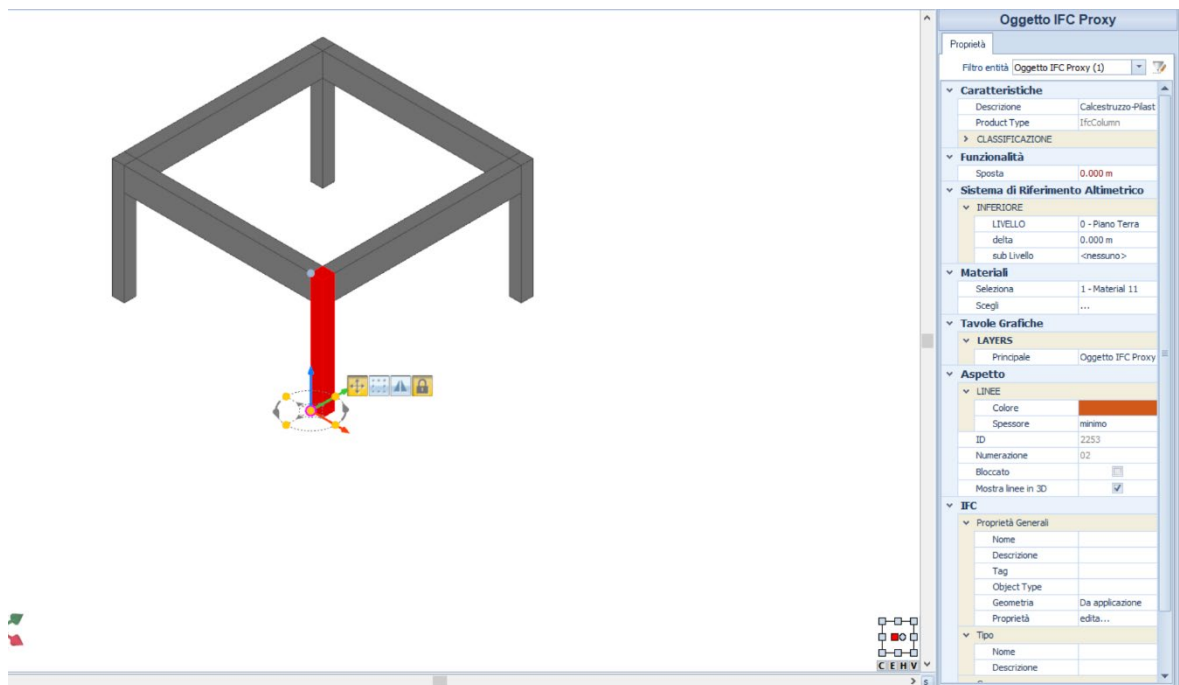 Oggetto IFC Proxy
Proprietà
Filtro entità Oggetto IFC Proxy (1)
Caratteristiche
Descrizione Calcestruzzo-Pilast
Product Type IfcColumn
CLASSIFICAZIONE
Funzionalità
Sposta 0.000 m
Sistema di Riferimento Altimetrico
INFERIORE
LIVELLO 0 - Piano Terra
delta 0.000 m
sub Livello <nessuno>
Materiali
Seleziona 1 - Material 11
Scegli ...
Tavole Grafiche
LAYERS
Principale Oggetto IFC Proxy
Aspetto
LINEE
Colore
Spessore minimo
ID 2253
Numerazione 02
Bloccato
Mostra linee in 3D
IFC
Proprietà Generali
Nome
Descrizione
Tag
Object Type
Geometria Da applicazione
Proprietà edita...
Tipo
Nome
Descrizione
C E H V
s